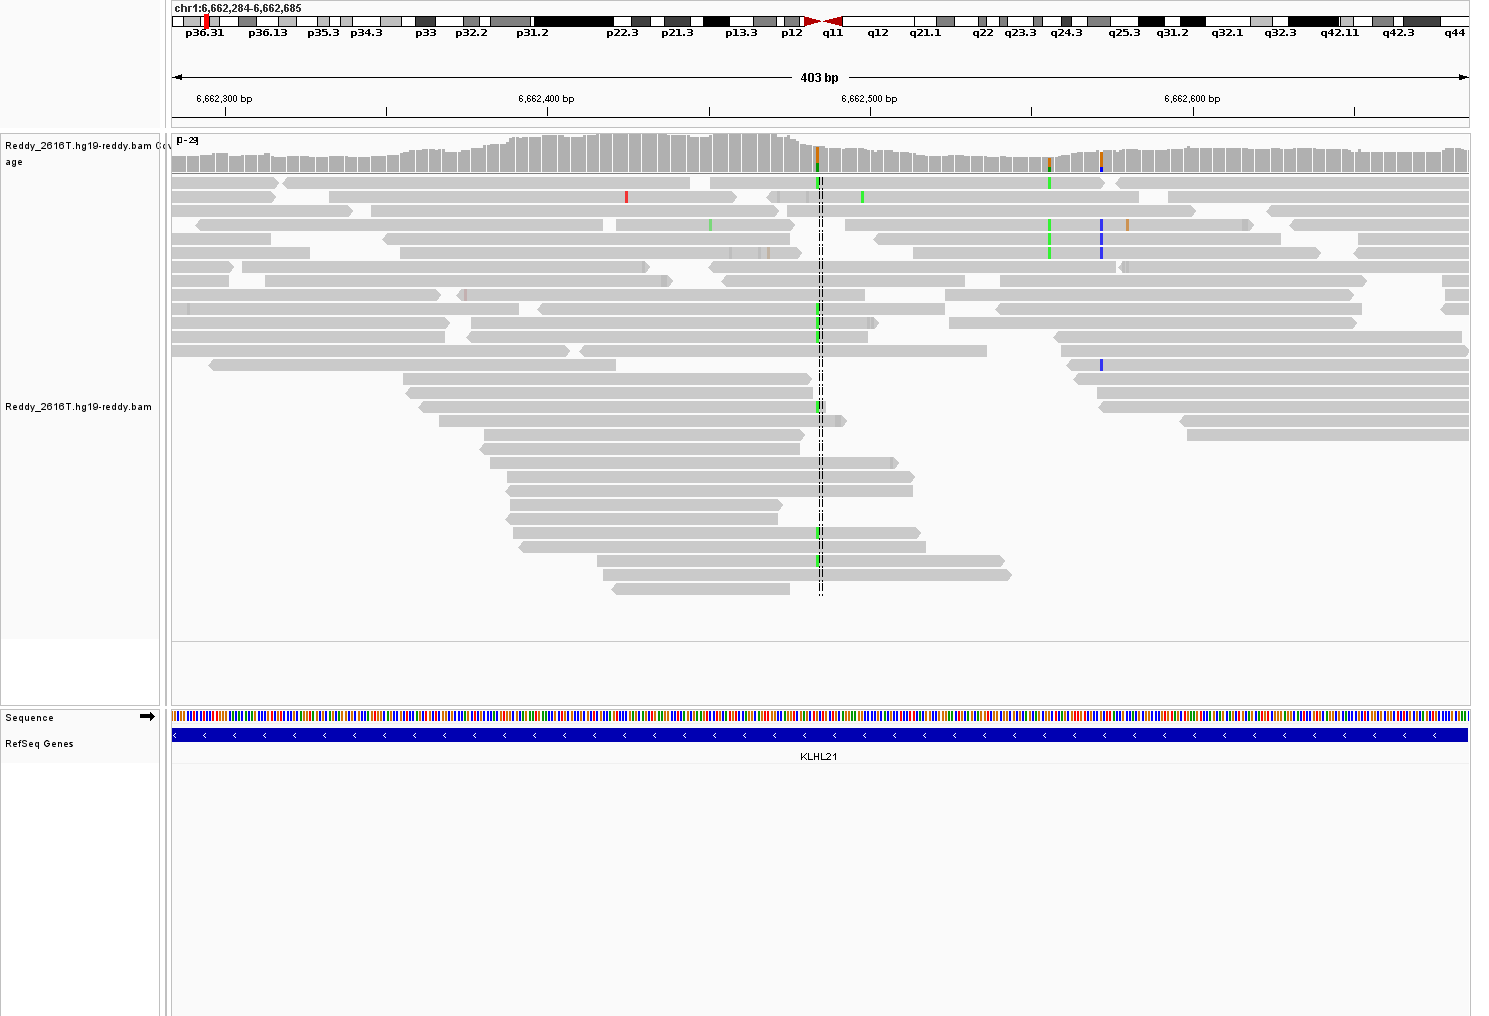 chr1:6,662,284-6,662,685
p36.31 p36.13 p35.3 p34.3 p33 p32.2 p31.2 p22.3 p21.3 p13.3 p12 q11 q12 q21.1 q22 q23.3 q24.3 q25.3 q31.2 q32.1 q32.3 q42.11 q42.3 q44
403 bp
6,662,300 bp 6,662,400 bp 6,662,500 bp 6,662,600 bp
[0-29]
Reddy_2616T.hg19-reddy.bam Cov
age
Reddy_2616T.hg19-reddy.bam
Sequence
RefSeq Genes
KLHL21